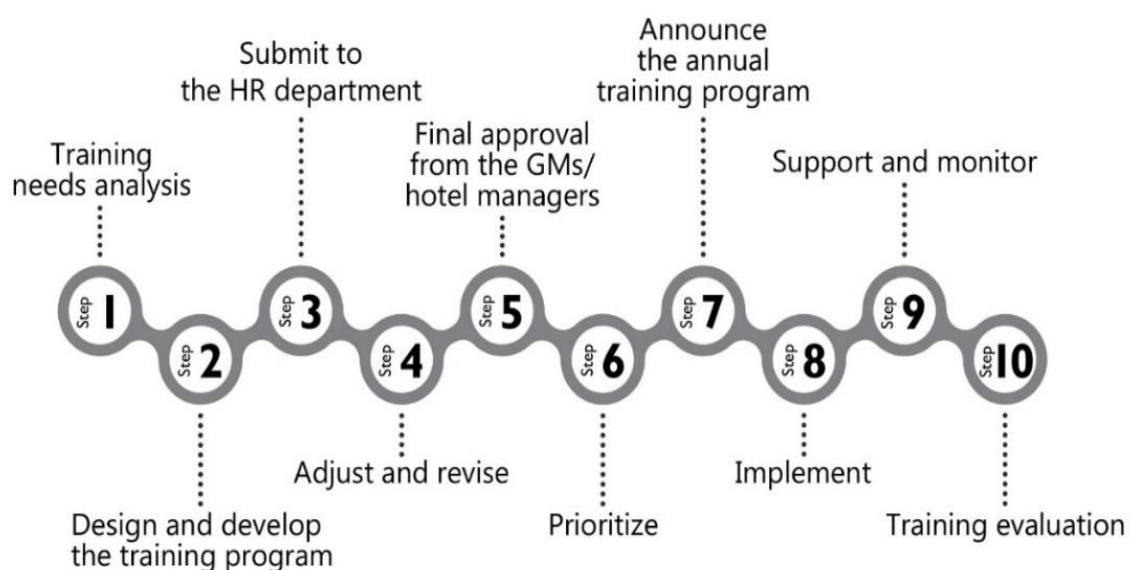 Training
needs analysis
Step 1
Step 2
Design and develop
the training program
Submit to
the HR department
Step 3
Step 4
Adjust and revise
Final approval
from the GMs/
hotel managers
Step 5
Step 6
Prioritize
Announce
the annual
training program
Step 7
Step 8
Implement
Support and monitor
Step 9
Step 10
Training evaluation